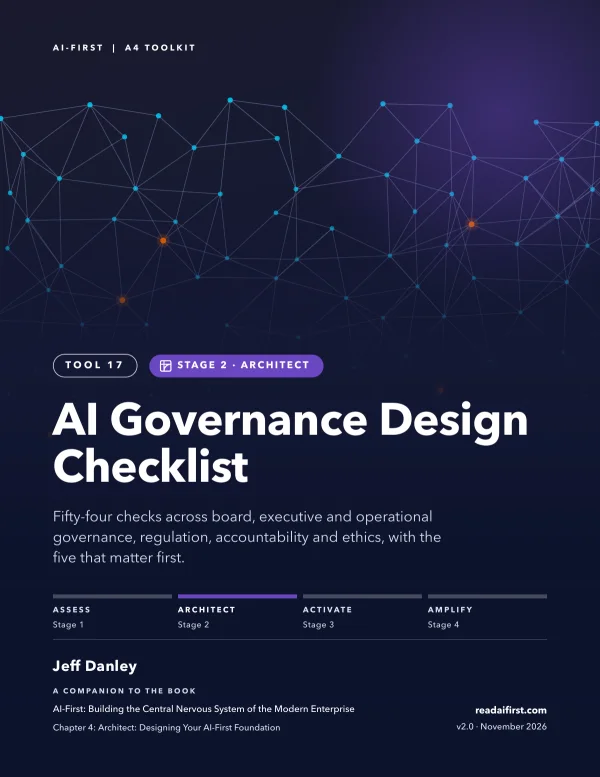 AI-FIRST | A4 TOOLKIT
TOOL 17
STAGE 2 · ARCHITECT
AI Governance Design
Checklist
Fifty-four checks across board, executive and operational
governance, regulation, accountability and ethics, with the
five that matter first.
ASSESS
Stage 1
ARCHITECT
Stage 2
ACTIVATE
Stage 3
AMPLIFY
Stage 4
Jeff Danley
A COMPANION TO THE BOOK
AI-First: Building the Central Nervous System of the Modern Enterprise
Chapter 4: Architect: Designing Your AI-First Foundation
readaifirst.com
v2.0 · November 2026